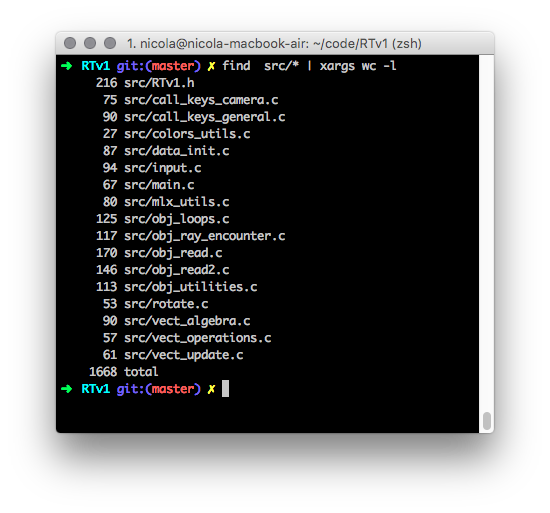 1. nicola@nicola-macbook-air: ~/code/RTv1 (zsh)
➜ RTv1 git:(master) ✗ find  src/* | xargs wc -l
216 src/RTv1.h
75 src/call_keys_camera.c
90 src/call_keys_general.c
27 src/colors_utils.c
87 src/data_init.c
94 src/input.c
67 src/main.c
80 src/mlx_utils.c
125 src/obj_loops.c
117 src/obj_ray_encounter.c
170 src/obj_read.c
146 src/obj_read2.c
113 src/obj_utilities.c
53 src/rotate.c
90 src/vect_algebra.c
57 src/vect_operations.c
61 src/vect_update.c
1668 total
➜ RTv1 git:(master) ✗